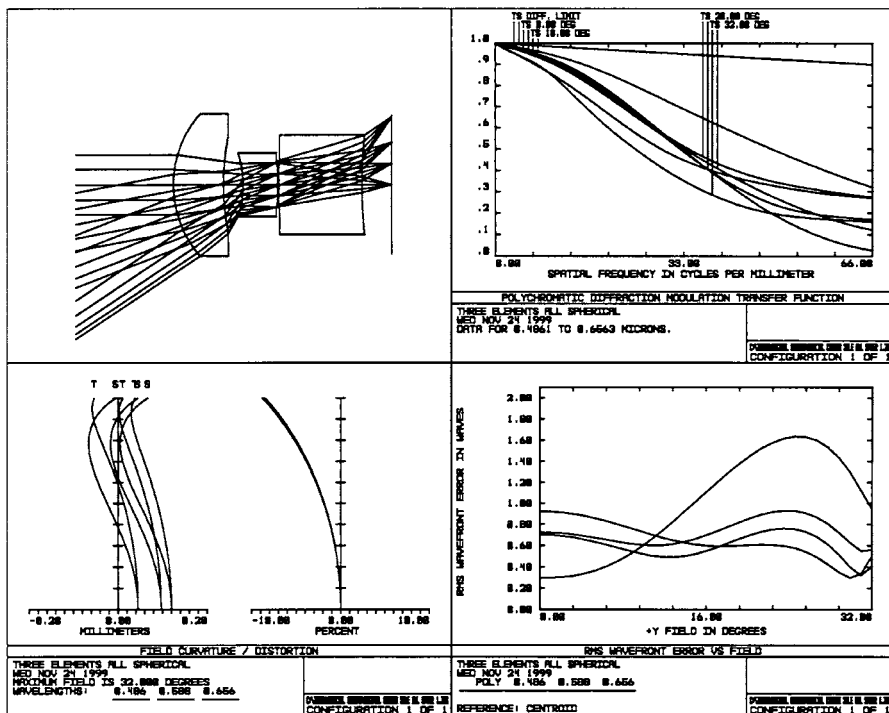 TS DIFF. LIMIT
TS 0.00 DEG
TS 10.00 DEG
TS 20.00 DEG
TS 32.00 DEG
1.0
.9
.8
.7
.6
.5
.4
.3
.2
.1
.0
0.00 33.00 66.00
SPATIAL FREQUENCY IN CYCLES PER MILLIMETER
POLYCHROMATIC DIFFRACTION MODULATION TRANSFER FUNCTION
THREE ELEMENTS ALL SPHERICAL
WED NOV 24 1999
DATA FOR 0.4861 TO 0.6563 MICRONS.
CONFIGURATION 1 OF 1
T ST TS S
-0.20 0.00 0.20
MILLIMETERS
-10.00 0.00 10.00
PERCENT
FIELD CURVATURE / DISTORTION
THREE ELEMENTS ALL SPHERICAL
WED NOV 24 1999
MAXIMUM FIELD IS 32.000 DEGREES
WAVELENGTHS: 0.486 0.588 0.656
CONFIGURATION 1 OF 1
RMS WAVEFRONT ERROR IN WAVES
2.00
1.60
1.40
1.20
1.00
0.80
0.60
0.40
0.20
0.00
0.00 16.00 32.00
+Y FIELD IN DEGREES
RMS WAVEFRONT ERROR VS FIELD
THREE ELEMENTS ALL SPHERICAL
WED NOV 24 1999
POLY 0.486 0.588 0.656
REFERENCE: CENTROID
CONFIGURATION 1 OF 1